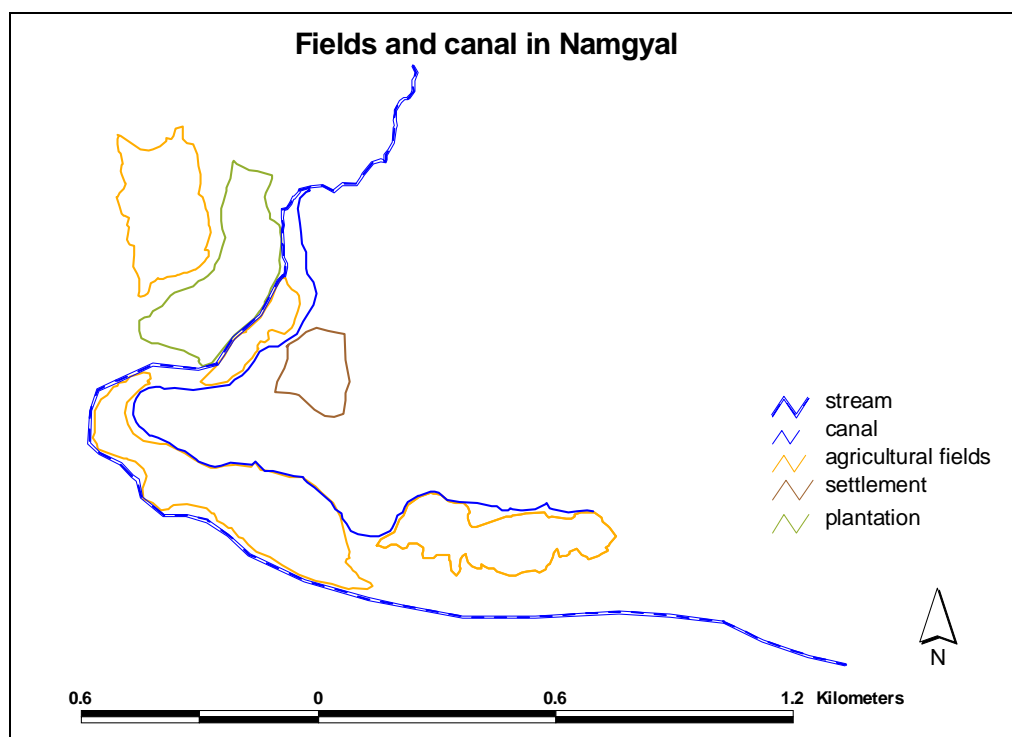 Fields and canal in Namgyal
stream
canal
agricultural fields
settlement
plantation
N
0.6 0 0.6 1.2 Kilometers